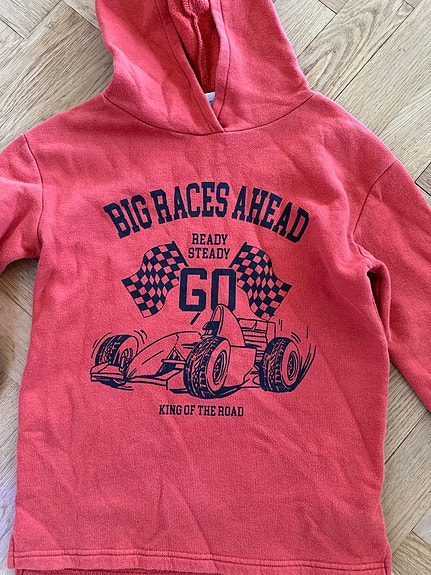 BIG RACES AHEAD
READY
STEADY
GO
KING OF THE ROAD